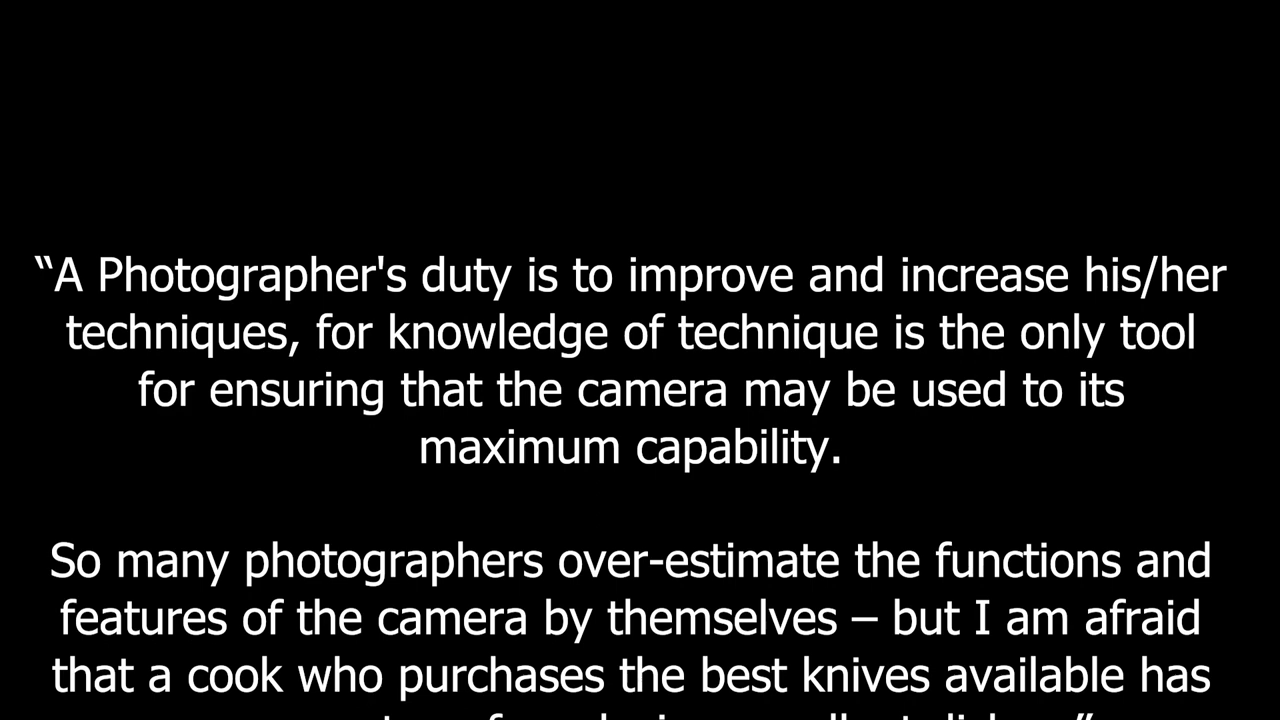 “A Photographer's duty is to improve and increase his/her
techniques, for knowledge of technique is the only tool
for ensuring that the camera may be used to its
maximum capability.
So many photographers over-estimate the functions and
features of the camera by themselves – but I am afraid
that a cook who purchases the best knives available has